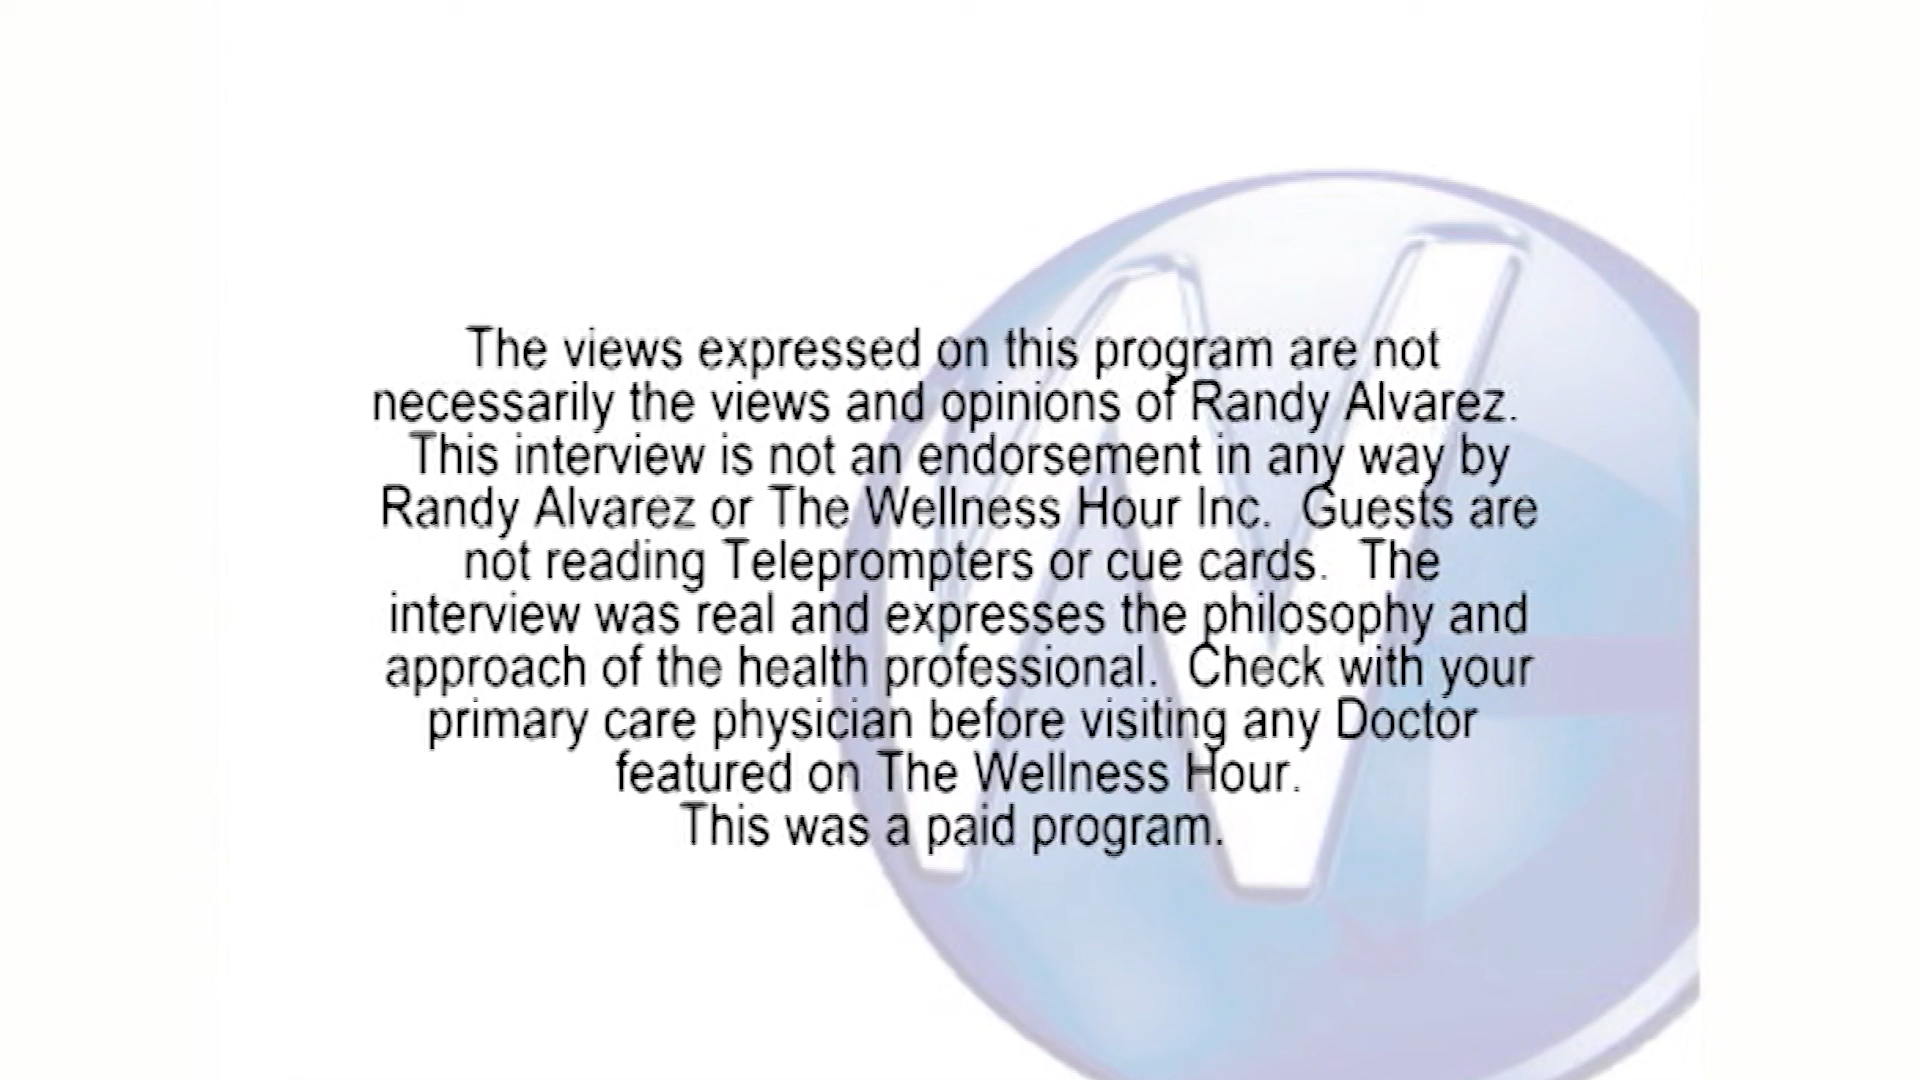 The views expressed on this program are not
necessarily the views and opinions of Randy Alvarez.
This interview is not an endorsement in any way by
Randy Alvarez or The Wellness Hour Inc.  Guests are
not reading Teleprompters or cue cards.  The
interview was real and expresses the philosophy and
approach of the health professional.  Check with your
primary care physician before visiting any Doctor
featured on The Wellness Hour.
This was a paid program.